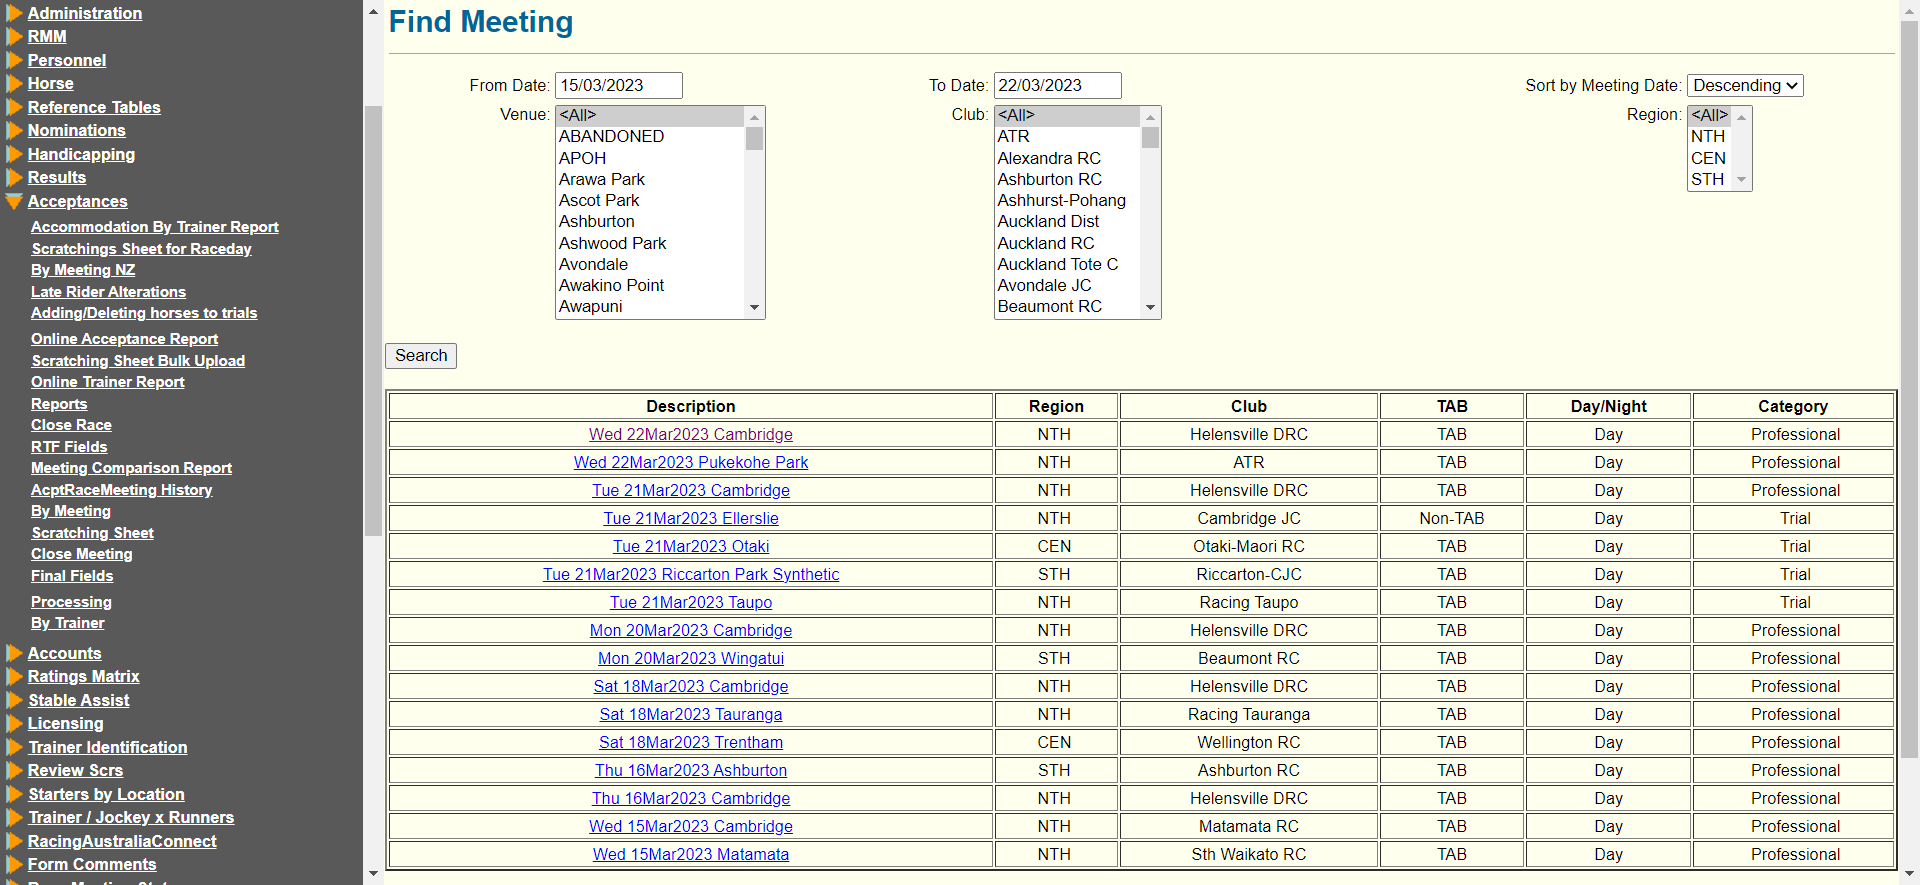 Administration
RMM
Personnel
Horse
Reference Tables
Nominations
Handicapping
Results
Acceptances
Accommodation By Trainer Report
Scratchings Sheet for Raceday
By Meeting NZ
Late Rider Alterations
Adding/Deleting horses to trials
Online Acceptance Report
Scratching Sheet Bulk Upload
Online Trainer Report
Reports
Close Race
RTF Fields
Meeting Comparison Report
AcptRaceMeeting History
By Meeting
Scratching Sheet
Close Meeting
Final Fields
Processing
By Trainer
Accounts
Ratings Matrix
Stable Assist
Licensing
Trainer Identification
Review Scrs
Starters by Location
Trainer / Jockey x Runners
RacingAustraliaConnect
Form Comments
Find Meeting
From Date: 15/03/2023 To Date: 22/03/2023 Sort by Meeting Date: Descending
Venue: <All> Club: <All> Region: <All>
ABANDONED ATR NTH
APOH Alexandra RC CEN
Arawa Park Ashburton RC STH
Ascot Park Ashhurst-Pohang
Ashburton Auckland Dist
Ashwood Park Auckland RC
Avondale Auckland Tote C
Awakino Point Avondale JC
Awapuni Beaumont RC
Search
Description Region Club TAB Day/Night Category
Wed 22Mar2023 Cambridge NTH Helensville DRC TAB Day Professional
Wed 22Mar2023 Pukekohe Park NTH ATR TAB Day Professional
Tue 21Mar2023 Cambridge NTH Helensville DRC TAB Day Professional
Tue 21Mar2023 Ellerslie NTH Cambridge JC Non-TAB Day Trial
Tue 21Mar2023 Otaki CEN Otaki-Maori RC TAB Day Trial
Tue 21Mar2023 Riccarton Park Synthetic STH Riccarton-CJC TAB Day Trial
Tue 21Mar2023 Taupo NTH Racing Taupo TAB Day Trial
Mon 20Mar2023 Cambridge NTH Helensville DRC TAB Day Professional
Mon 20Mar2023 Wingatui STH Beaumont RC TAB Day Professional
Sat 18Mar2023 Cambridge NTH Helensville DRC TAB Day Professional
Sat 18Mar2023 Tauranga NTH Racing Tauranga TAB Day Professional
Sat 18Mar2023 Trentham CEN Wellington RC TAB Day Professional
Thu 16Mar2023 Ashburton STH Ashburton RC TAB Day Professional
Thu 16Mar2023 Cambridge NTH Helensville DRC TAB Day Professional
Wed 15Mar2023 Cambridge NTH Matamata RC TAB Day Professional
Wed 15Mar2023 Matamata NTH Sth Waikato RC TAB Day Professional